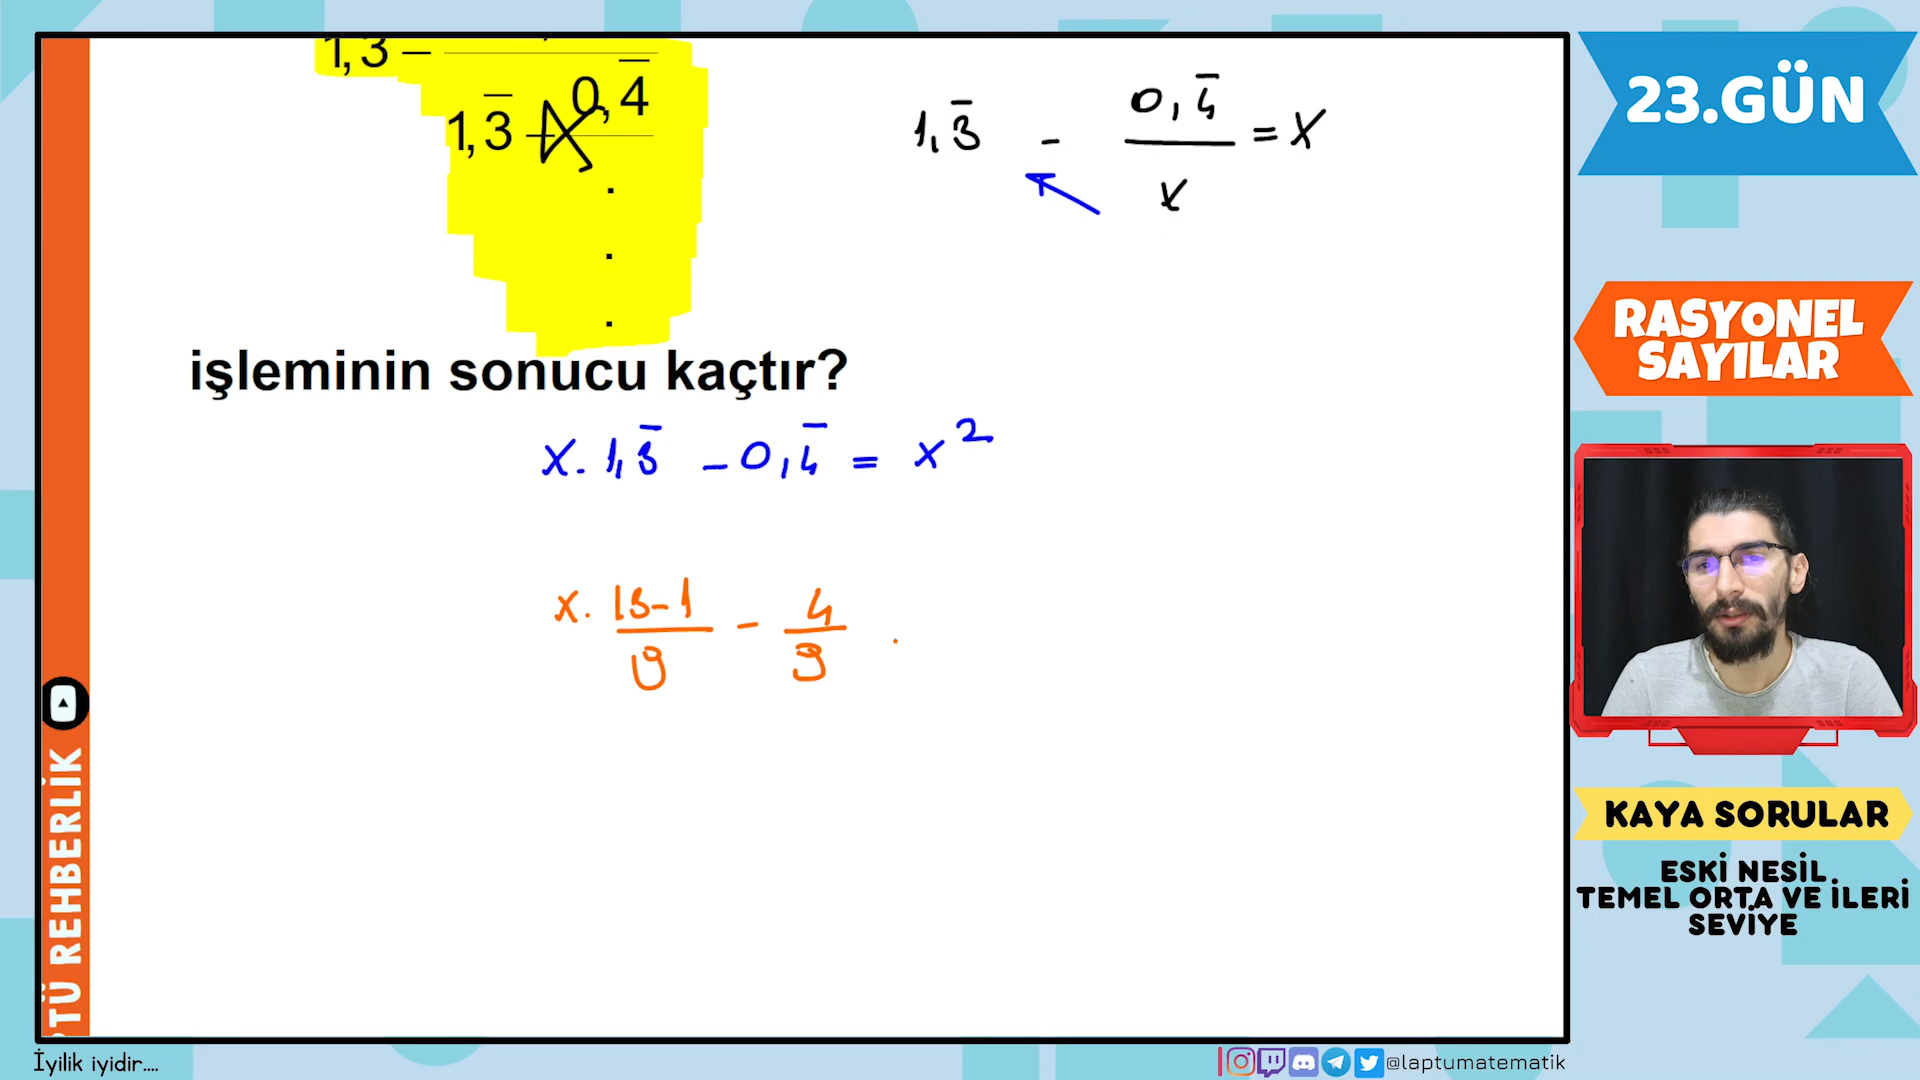 1,3 −
0,4̅
1,3̅ −
x
.
.
.
1,3̅ − 0,4̅ / x = x
işleminin sonucu kaçtır?
x. 1,3̅ − 0,4̅ = x²
x. 13-1/9 − 4/9
23.GÜN
RASYONEL
SAYILAR
KAYA SORULAR
ESKİ NESİL
TEMEL ORTA VE İLERİ
SEVİYE
TÜ REHBERLİK
İyilik iyidir....
@laptumatematik